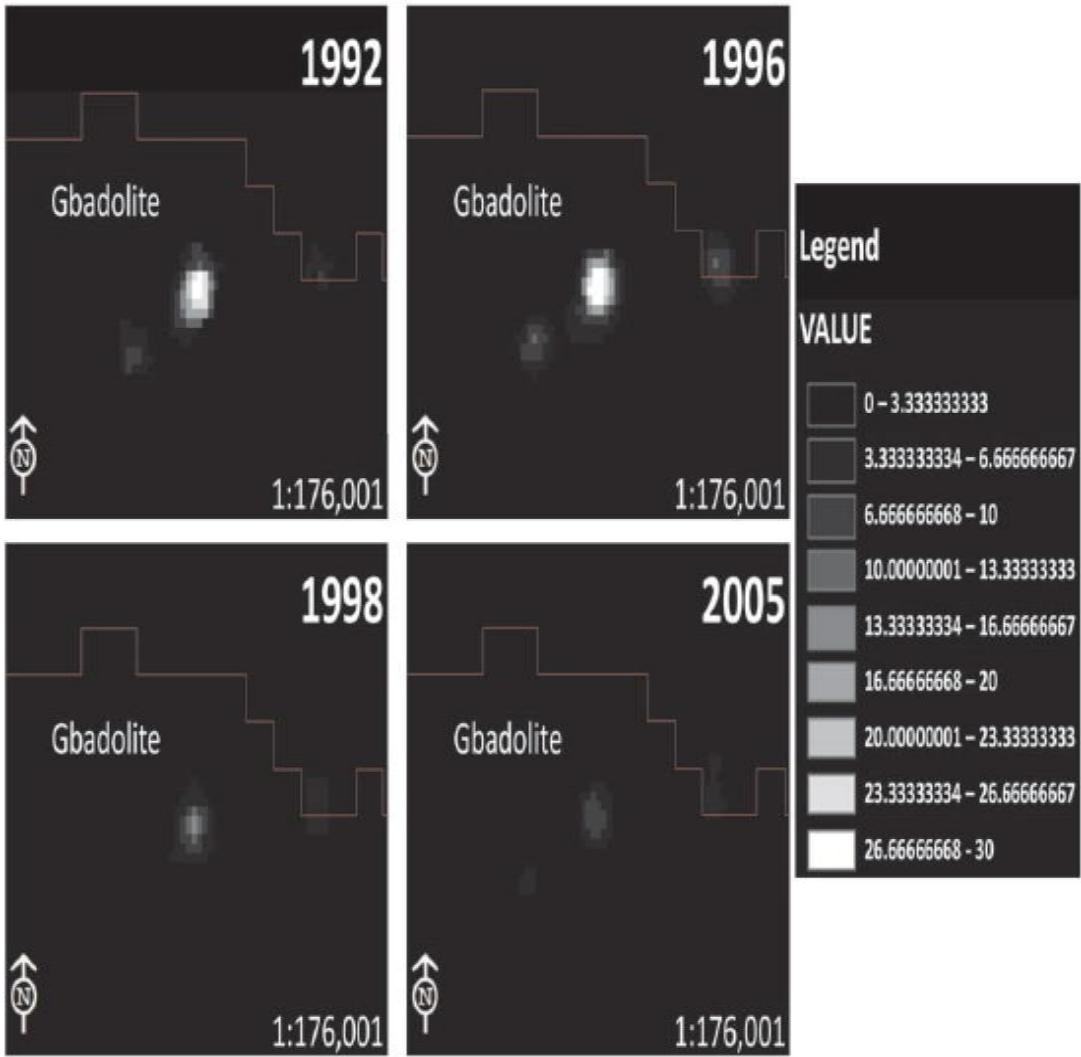 1992
Gbadolite
N
1:176,001
1996
Gbadolite
N
1:176,001
1998
Gbadolite
N
1:176,001
2005
Gbadolite
N
1:176,001
Legend
VALUE
0 – 3.333333333
3.333333334 – 6.666666667
6.666666668 – 10
10.00000001 – 13.33333333
13.33333334 – 16.66666667
16.66666668 – 20
20.00000001 – 23.33333333
23.33333334 – 26.66666667
26.66666668 - 30